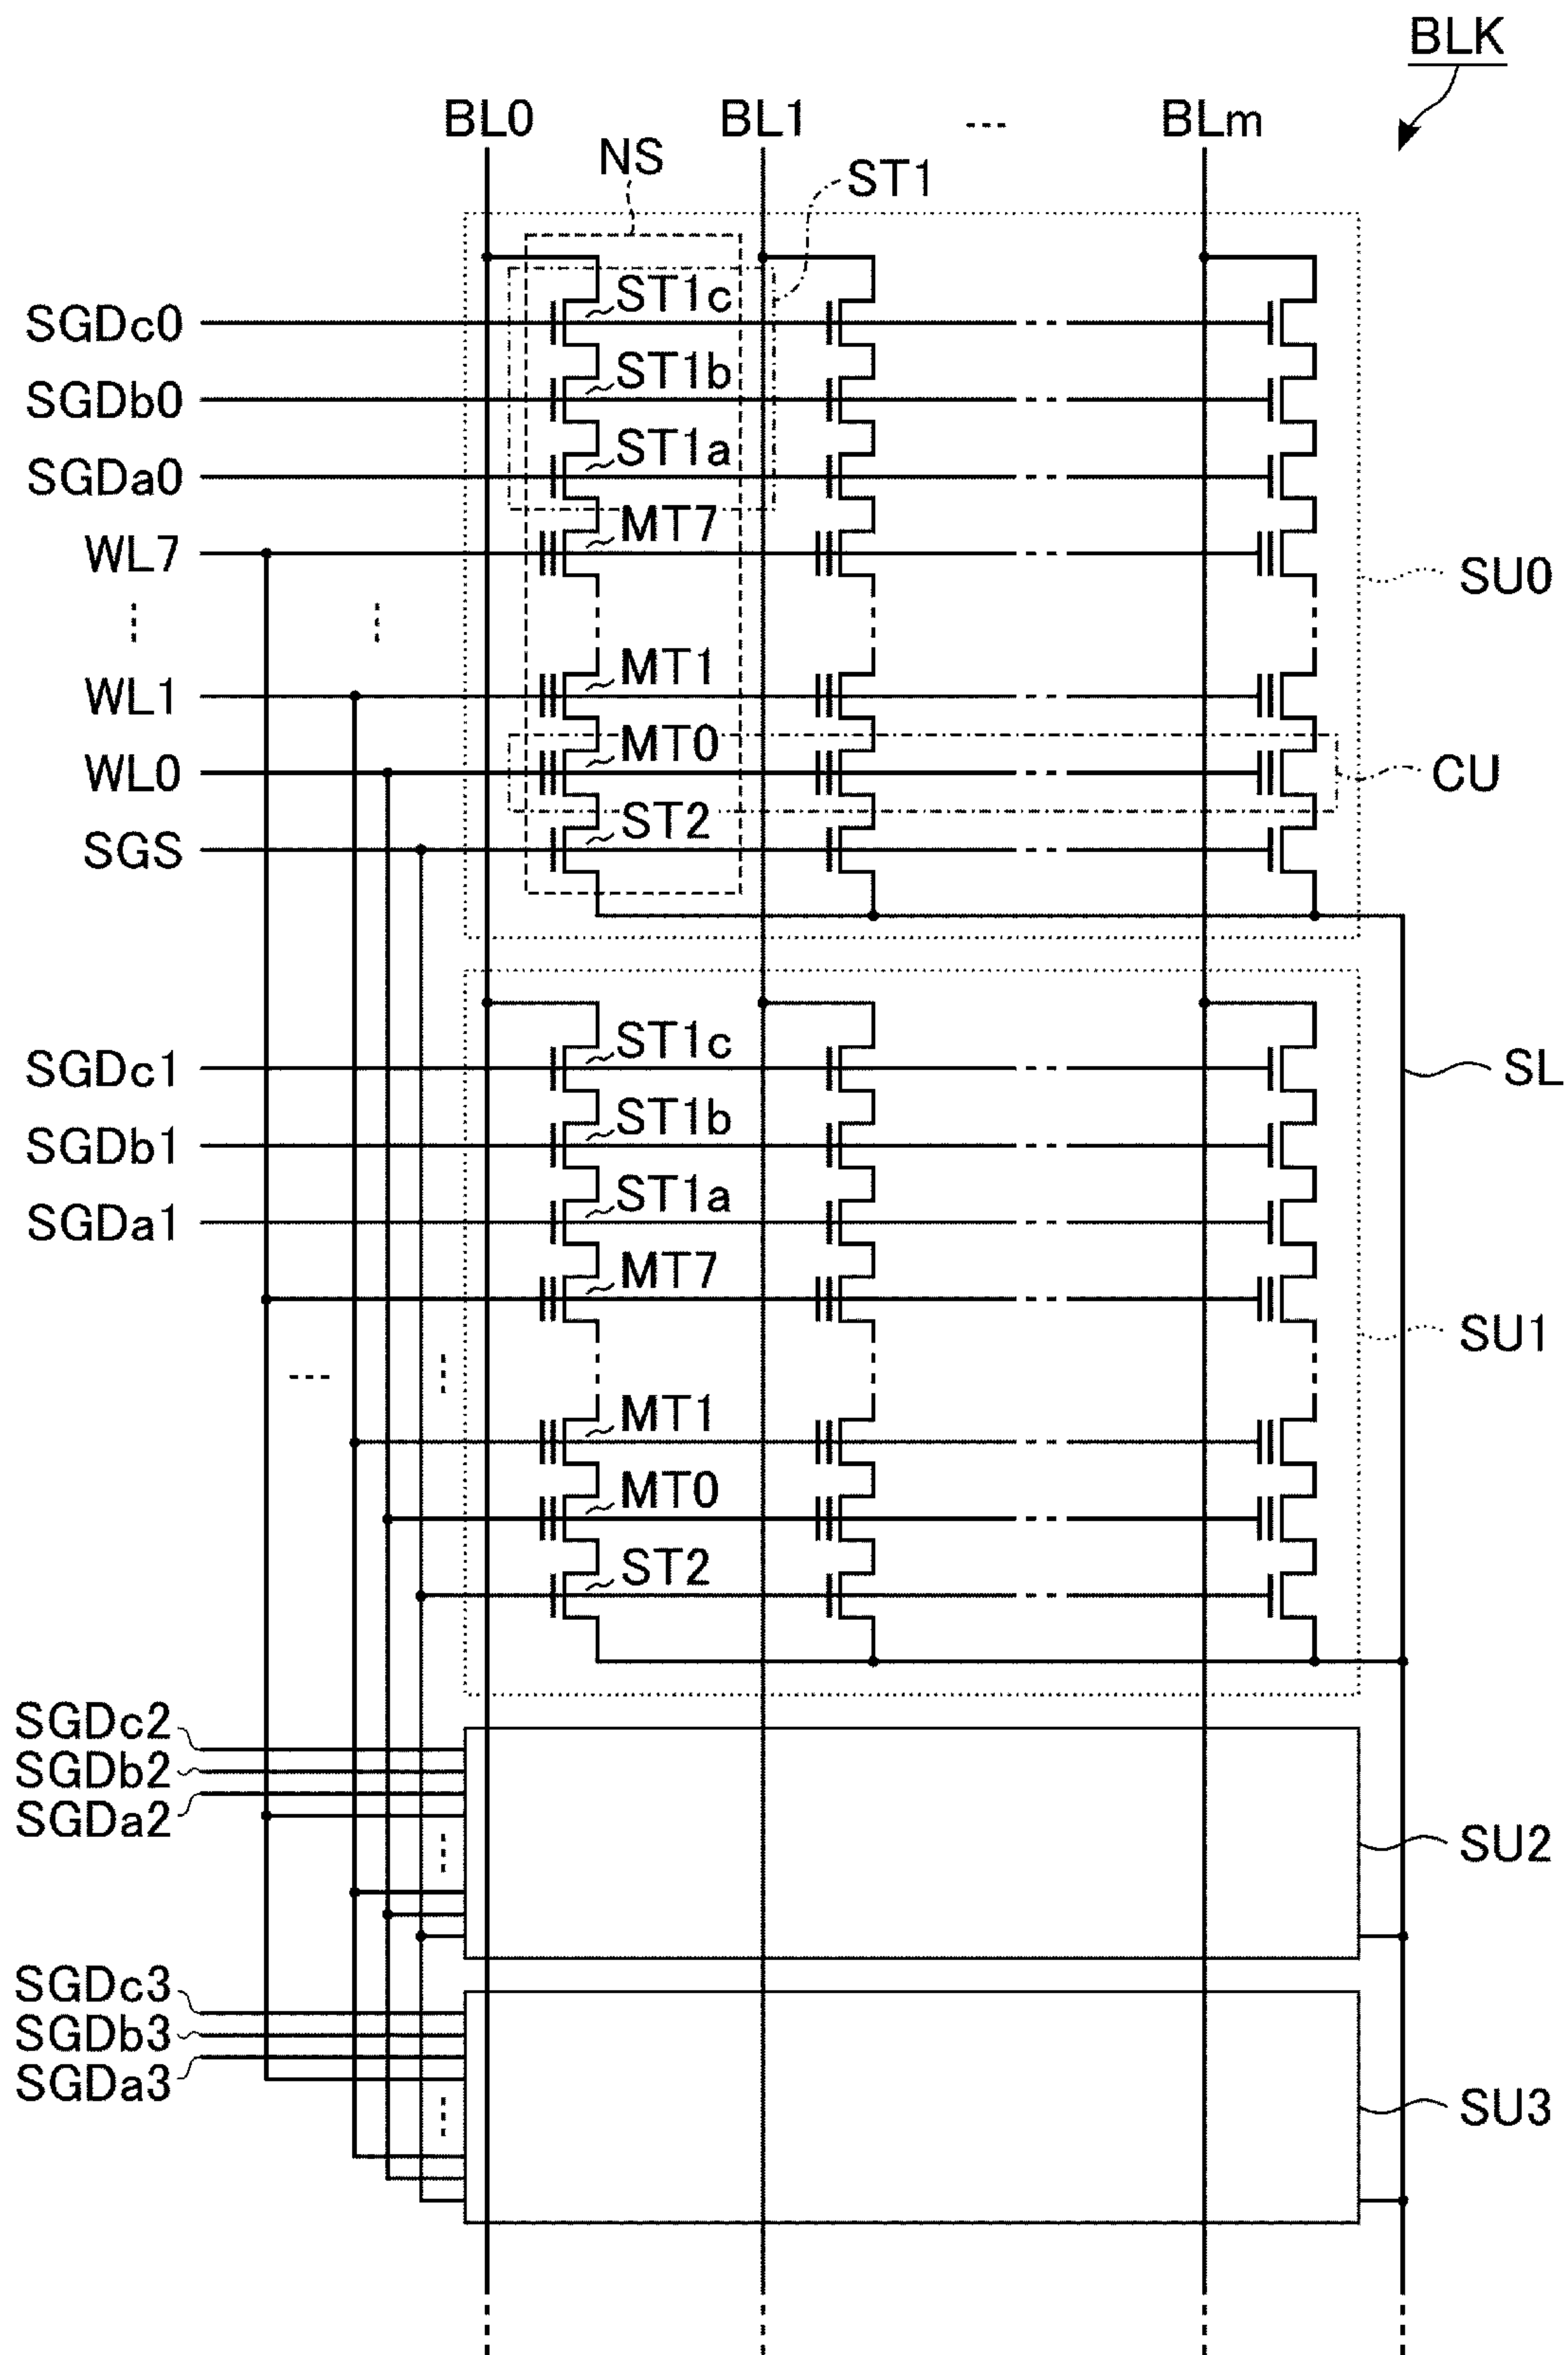 BLK
BL0 BL1 --- BLm
NS
ST1
SGDc0 ST1c
SGDb0 ST1b
SGDa0 ST1a
WL7 MT7
SU0
WL1 MT1
WL0 MT0
CU
SGS ST2
SGDc1 ST1c
SL
SGDb1 ST1b
SGDa1 ST1a
MT7
SU1
MT1
MT0
ST2
SGDc2
SGDb2
SGDa2
SU2
SGDc3
SGDb3
SGDa3
SU3